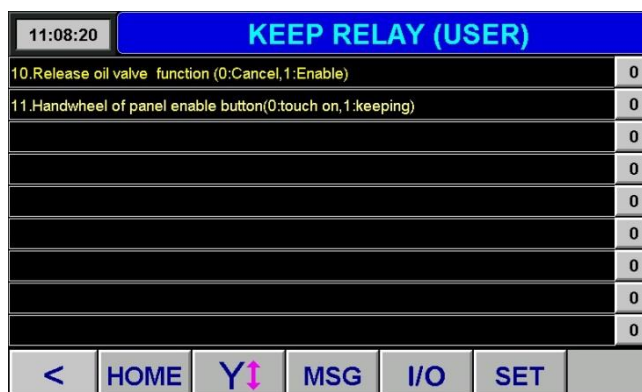 11:08:20
KEEP RELAY (USER)
10.Release oil valve function (0:Cancel,1:Enable) 0
11.Handwheel of panel enable button(0:touch on,1:keeping) 0
0
0
0
0
0
0
0
< HOME Y MSG I/O SET